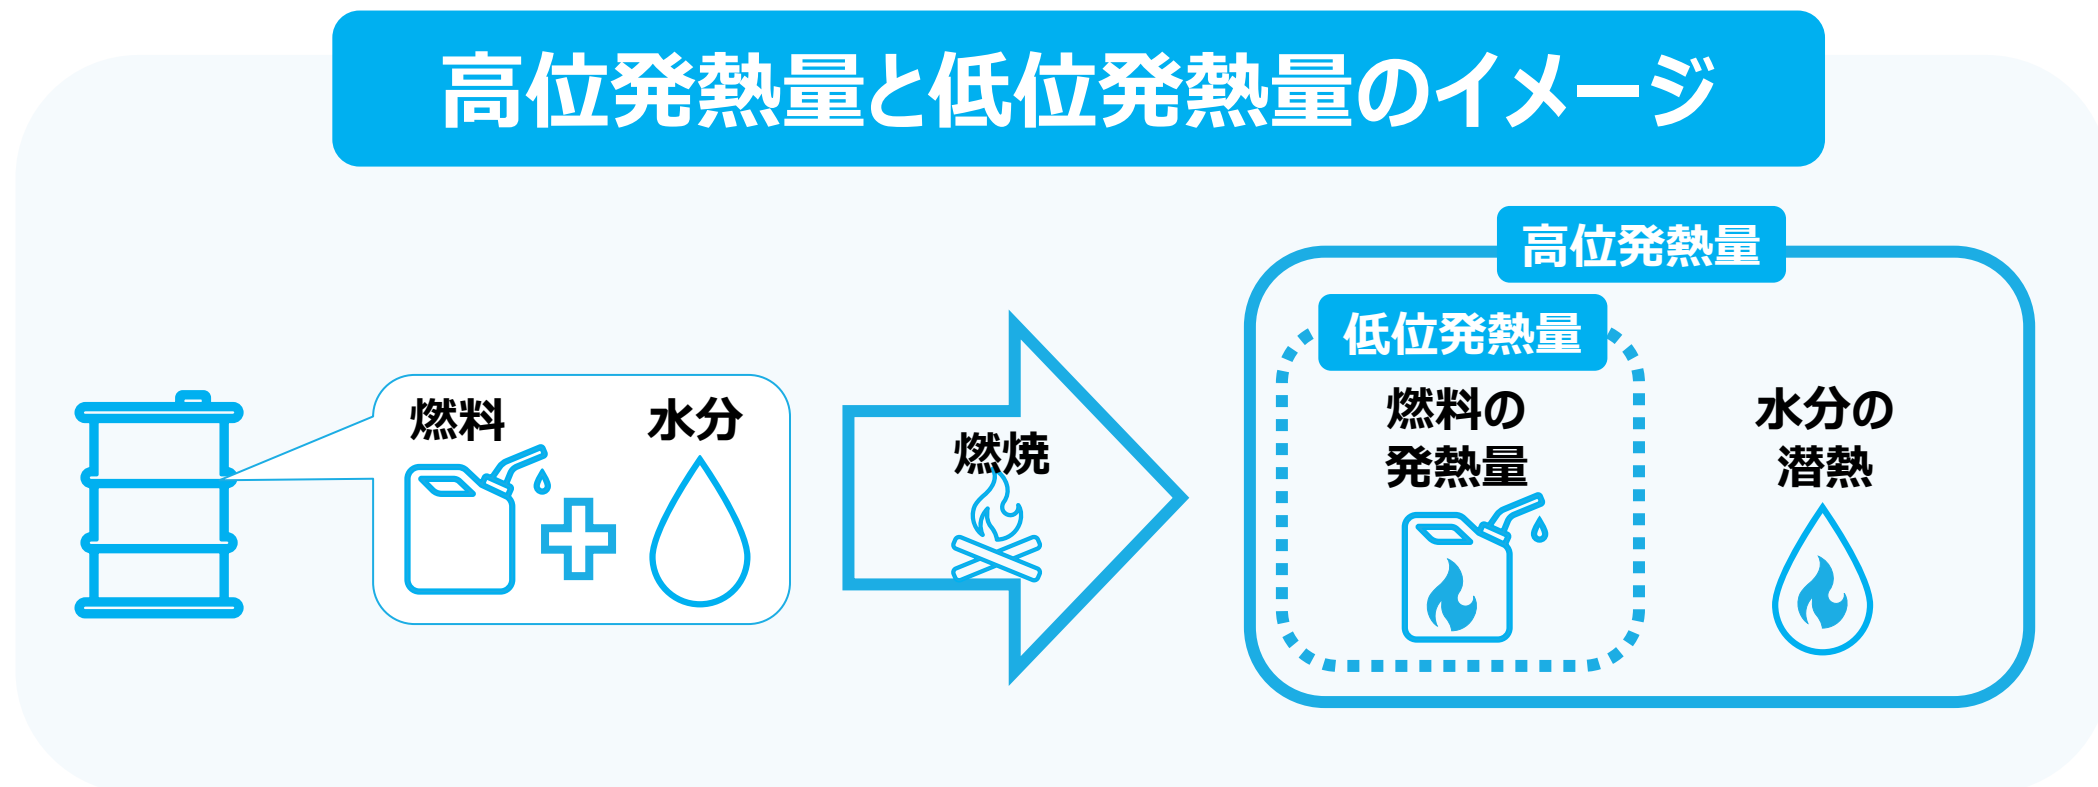 高位発熱量と低位発熱量のイメージ
燃料
水分
燃焼
高位発熱量
低位発熱量
燃料の
発熱量
水分の
潜熱